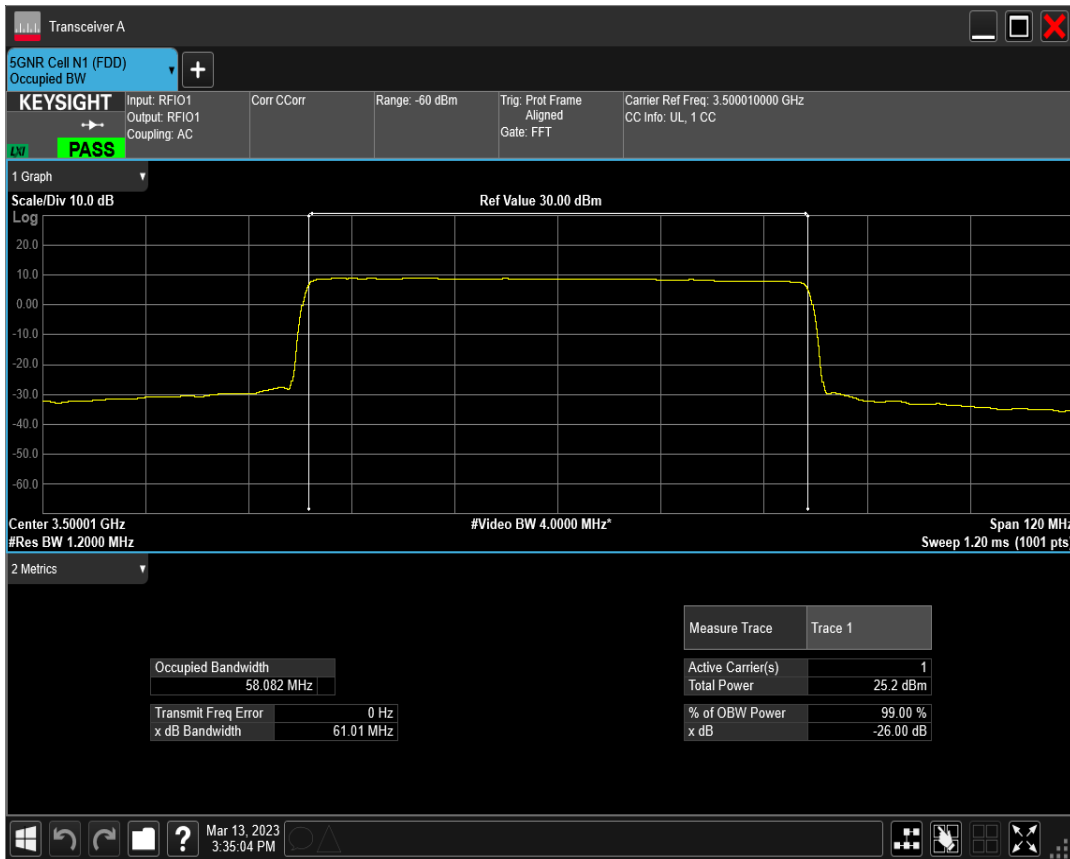 Transceiver A
5GNR Cell N1 (FDD)
Occupied BW
KEYSIGHT
LXI
PASS
Input: RFIO1
Output: RFIO1
Coupling: AC
Corr CCorr
Range: -60 dBm
Trig: Prot Frame
Aligned
Gate: FFT
Carrier Ref Freq: 3.500010000 GHz
CC Info: UL, 1 CC
1 Graph
Scale/Div 10.0 dB
Ref Value 30.00 dBm
Log
20.0
10.0
0.00
-10.0
-20.0
-30.0
-40.0
-50.0
-60.0
Center 3.50001 GHz
#Video BW 4.0000 MHz*
Span 120 MHz
#Res BW 1.2000 MHz
Sweep 1.20 ms (1001 pts)
2 Metrics
Measure Trace Trace 1
Occupied Bandwidth
58.082 MHz
Active Carrier(s) 1
Total Power 25.2 dBm
Transmit Freq Error 0 Hz
x dB Bandwidth 61.01 MHz
% of OBW Power 99.00 %
x dB -26.00 dB
?
Mar 13, 2023
3:35:04 PM